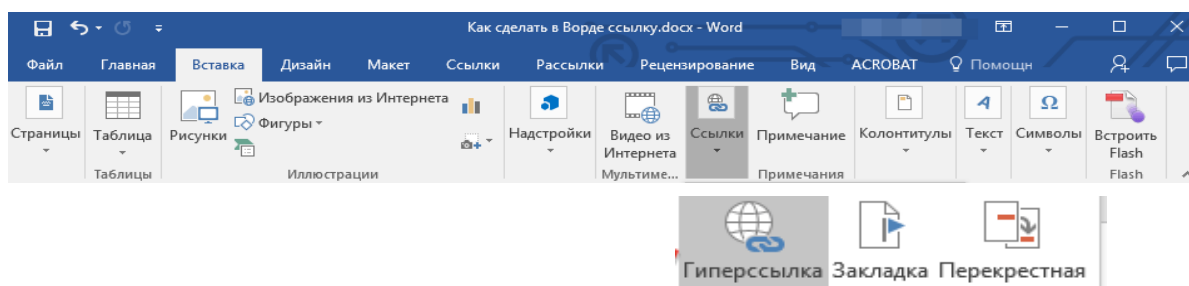 Как сделать в Ворде ссылку.docx - Word
Файл Главная Вставка Дизайн Макет Ссылки Рассылки Рецензирование Вид ACROBAT Помощн
Изображения из Интернета
Фигуры
Страницы Таблица Рисунки Надстройки Видео из Интернета Ссылки Примечание Колонтитулы Текст Символы Встроить Flash
Таблицы Иллюстрации Мультиме... Примечания Flash
Гиперссылка Закладка Перекрестная